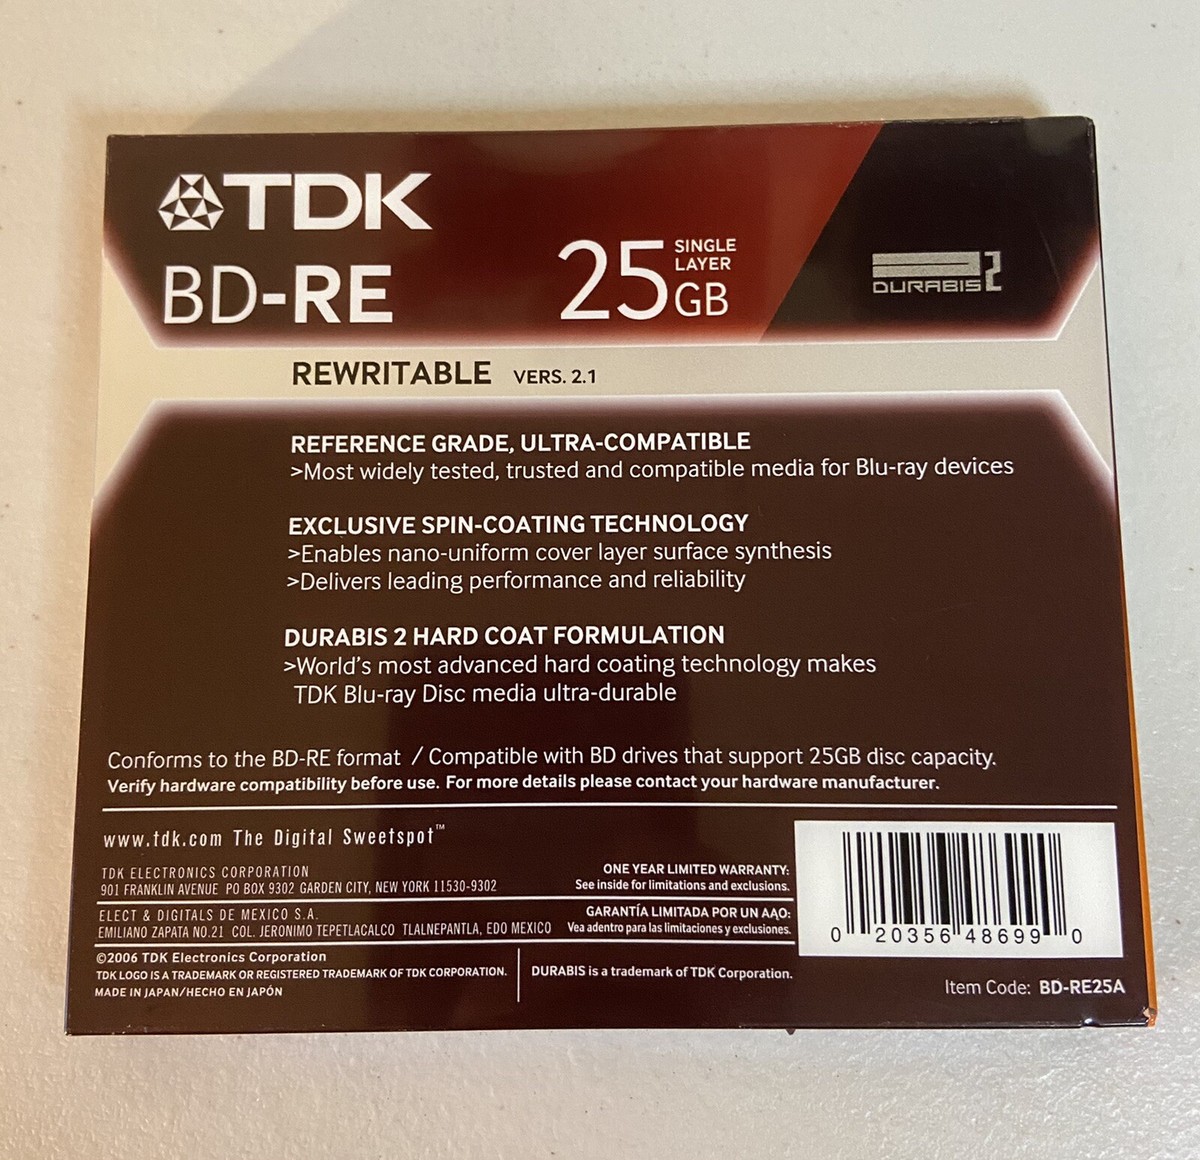 TDK
BD-RE
25 GB
SINGLE
LAYER
DURABIS 2
REWRITABLE VERS. 2.1
REFERENCE GRADE, ULTRA-COMPATIBLE
>Most widely tested, trusted and compatible media for Blu-ray devices
EXCLUSIVE SPIN-COATING TECHNOLOGY
>Enables nano-uniform cover layer surface synthesis
>Delivers leading performance and reliability
DURABIS 2 HARD COAT FORMULATION
>World's most advanced hard coating technology makes
TDK Blu-ray Disc media ultra-durable
Conforms to the BD-RE format / Compatible with BD drives that support 25GB disc capacity.
Verify hardware compatibility before use. For more details please contact your hardware manufacturer.
www.tdk.com The Digital Sweetspot™
TDK ELECTRONICS CORPORATION
901 FRANKLIN AVENUE PO BOX 9302 GARDEN CITY, NEW YORK 11530-9302
ONE YEAR LIMITED WARRANTY:
See inside for limitations and exclusions.
ELECT & DIGITALS DE MEXICO S.A.
EMILIANO ZAPATA NO.21 COL. JERONIMO TEPETLACALCO TLALNEPANTLA, EDO MEXICO
GARANTÍA LIMITADA POR UN AĄO:
Vea adentro para las limitaciones y exclusiones.
©2006 TDK Electronics Corporation
TDK LOGO IS A TRADEMARK OR REGISTERED TRADEMARK OF TDK CORPORATION.
MADE IN JAPAN/HECHO EN JAPÓN
DURABIS is a trademark of TDK Corporation.
0 20356 48699 0
Item Code: BD-RE25A